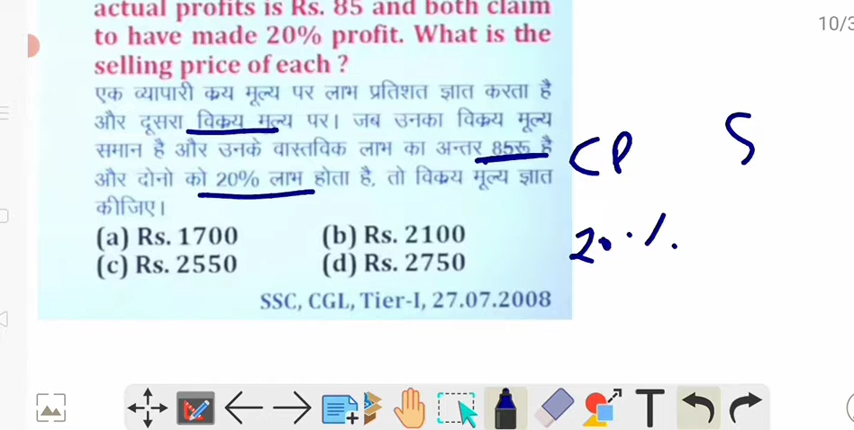 actual profits is Rs. 85 and both claim
to have made 20% profit. What is the
selling price of each ?
एक व्यापारी क्रय मूल्य पर लाभ प्रतिशत ज्ञात करता है
और दूसरा विक्रय मूल्य पर। जब उनका विक्रय मूल्य
समान है और उनके वास्तविक लाभ का अन्तर 85रू है
और दोनो को 20% लाभ होता है, तो विक्रय मूल्य ज्ञात
कीजिए।
(a) Rs. 1700 (b) Rs. 2100
(c) Rs. 2550 (d) Rs. 2750
SSC, CGL, Tier-I, 27.07.2008
CP S
20%
10/3